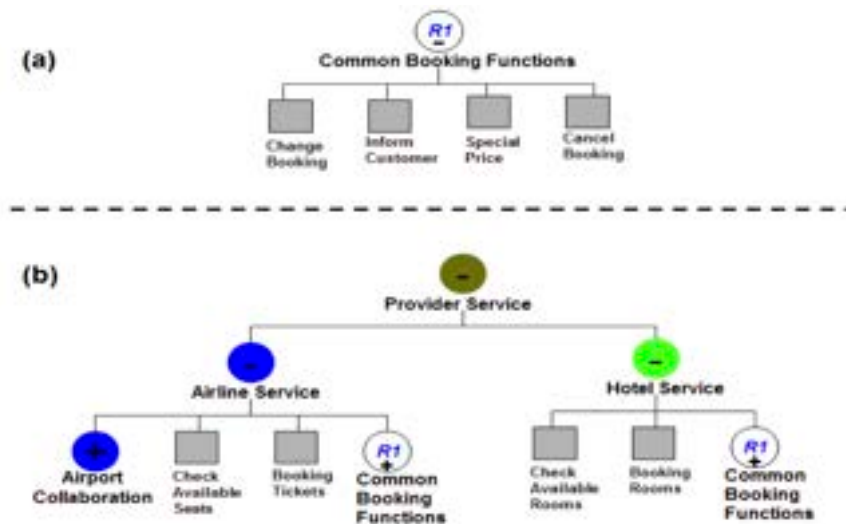 (a)
R1
-
Common Booking Functions
Change
Booking
Inform
Customer
Special
Price
Cancel
Booking
(b)
-
Provider Service
-
Airline Service
-
Hotel Service
+
Airport
Collaboration
Check
Available
Seats
Booking
Tickets
R1
+
Common
Booking
Functions
Check
Available
Rooms
Booking
Rooms
R1
+
Common
Booking
Functions